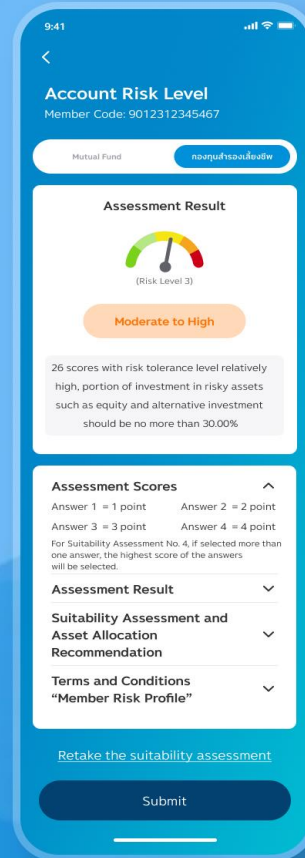 9:41
Account Risk Level
Member Code: 9012312345467
Mutual Fund
กองทุนสำรองเลี้ยงชีพ
Assessment Result
(Risk Level 3)
Moderate to High
26 scores with risk tolerance level relatively
high, portion of investment in risky assets
such as equity and alternative investment
should be no more than 30.00%
Assessment Scores
Answer 1 = 1 point Answer 2 = 2 point
Answer 3 = 3 point Answer 4 = 4 point
For Suitability Assessment No. 4, if selected more than
one answer, the highest score of the answers
will be selected.
Assessment Result
Suitability Assessment and
Asset Allocation
Recommendation
Terms and Conditions
“Member Risk Profile”
Retake the suitability assessment
Submit